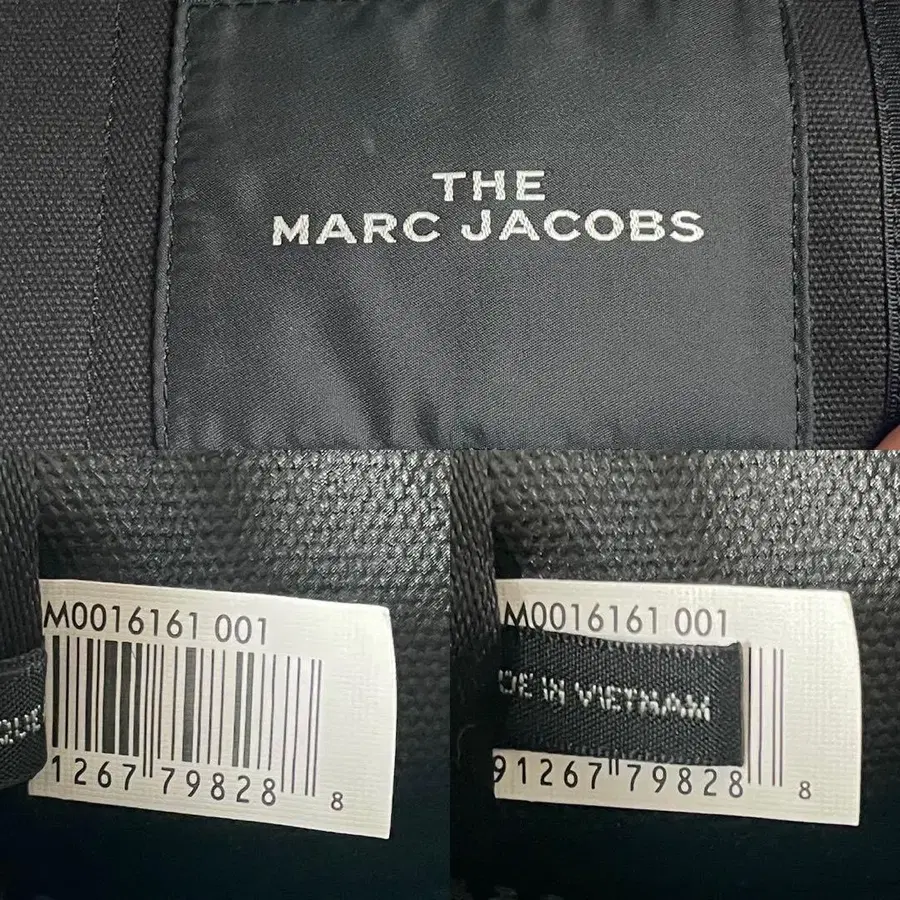 THE
MARC JACOBS
M0016161 001
1267 79828 8
M0016161 001
DE IN VIETNAM
91267 79828 8